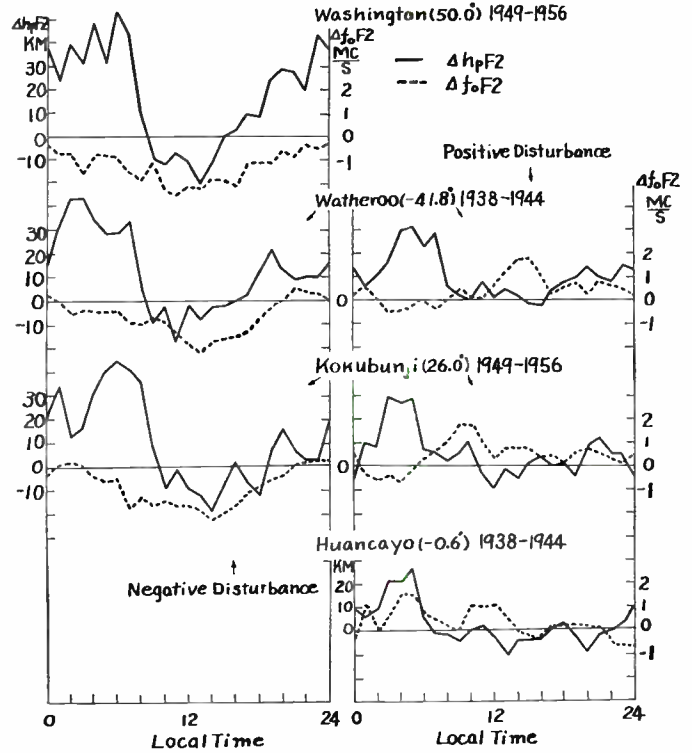 Washington (50.0°) 1949-1956
ΔhpF2
KM
30
20
10
0
-10
ΔfoF2
MC
S
2
1
0
-1
ΔhpF2
ΔfoF2
Positive Disturbance
Watheroo (-41.8°) 1938-1944
30
20
10
0
-10
0
ΔfoF2
MC
S
2
1
0
-1
Kokubunji (26.0°) 1949-1956
30
20
10
0
-10
0
2
1
0
-1
Huancayo (-0.6°) 1938-1944
Negative Disturbance
KM
20
10
0
2
1
0
-1
0 12 24 0 12 24
Local Time Local Time